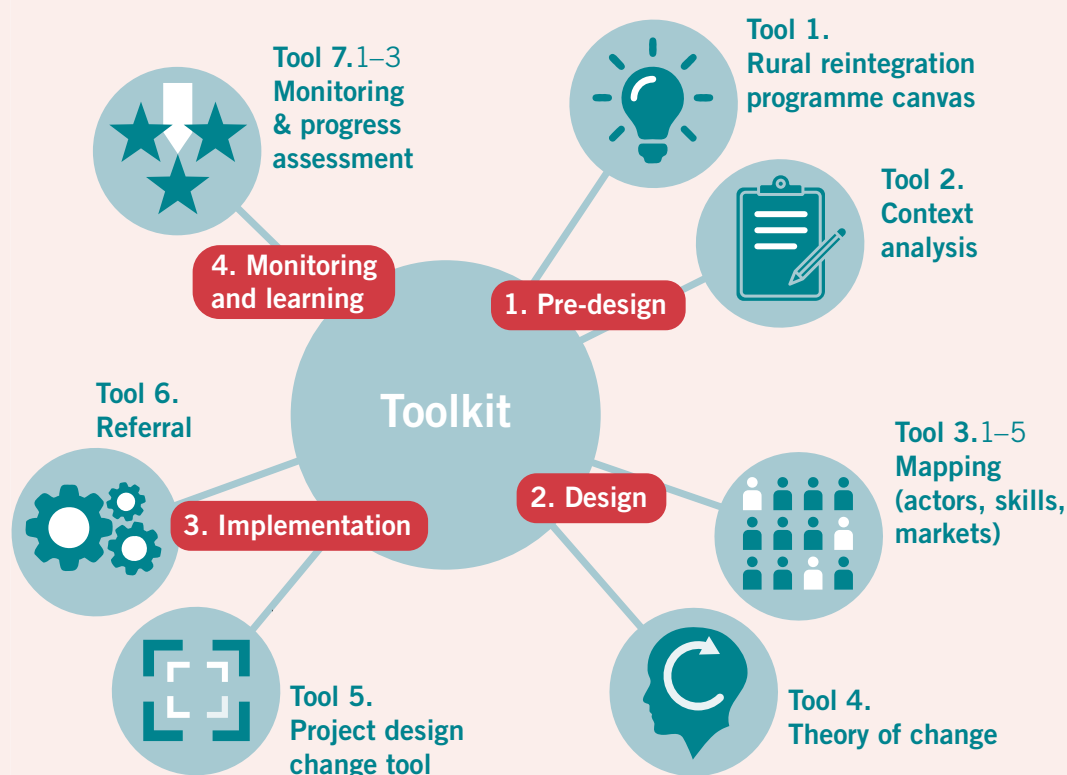 Tool 1.
Rural reintegration
programme canvas
Tool 2.
Context
analysis
1. Pre-design
Toolkit
2. Design
Tool 3.1–5
Mapping
(actors, skills,
markets)
Tool 4.
Theory of change
3. Implementation
Tool 5.
Project design
change tool
Tool 6.
Referral
4. Monitoring
and learning
Tool 7.1–3
Monitoring
& progress
assessment